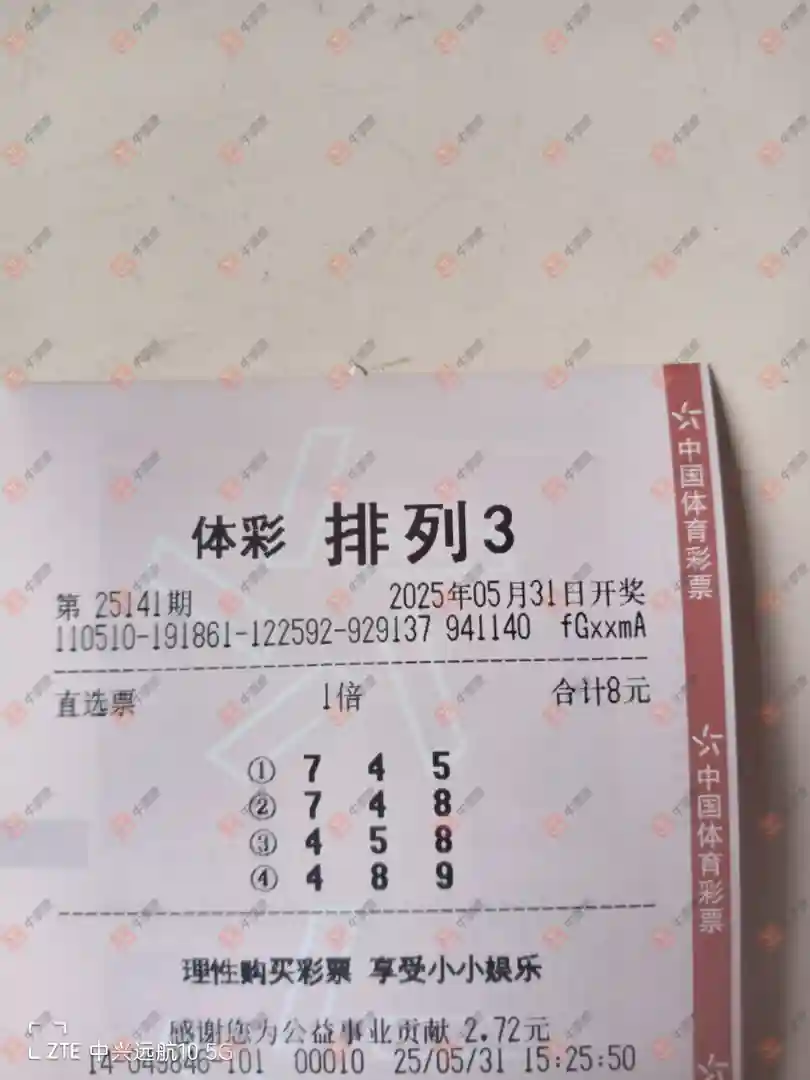 体彩 排列3
第 25141期 2025年05月31日开奖
110510-191861-122592-929137 941140 fGxxmA
直选票 1倍 合计8元
① 7 4 5
② 7 4 8
③ 4 5 8
④ 4 8 9
理性购买彩票 享受小小娱乐
感谢您为公益事业贡献 2.72元
14-049846-101 00010 25/05/31 15:25:50
中国体育彩票
中国体育彩票
ZTE 中兴远航10 5G